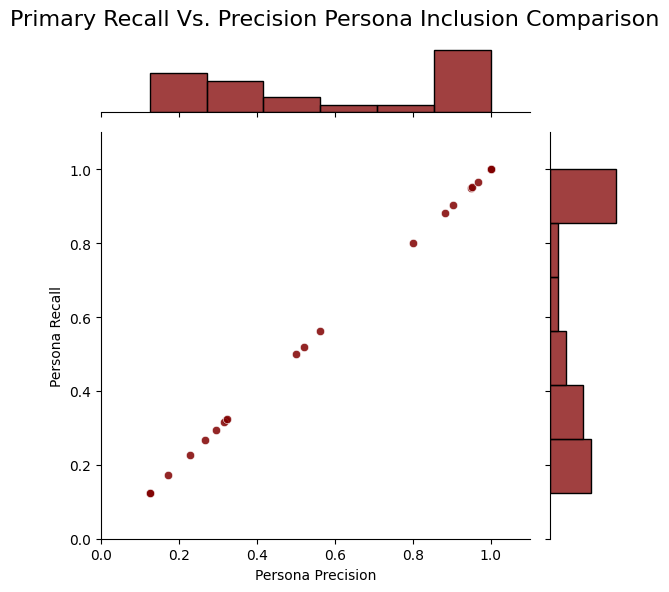 Primary Recall Vs. Precision Persona Inclusion Comparison
1.0
0.8
0.6
0.4
0.2
0.0
Persona Recall
0.0 0.2 0.4 0.6 0.8 1.0
Persona Precision